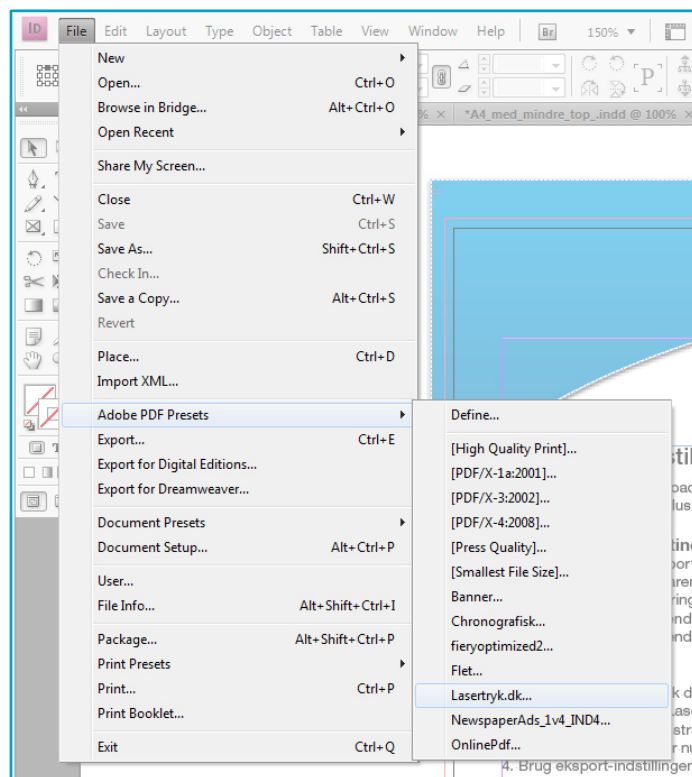 ID File Edit Layout Type Object Table View Window Help Br 150%
New
Open... Ctrl+O
Browse in Bridge... Alt+Ctrl+O
Open Recent
Share My Screen...
Close Ctrl+W
Save Ctrl+S
Save As... Shift+Ctrl+S
Check In...
Save a Copy... Alt+Ctrl+S
Revert
Place... Ctrl+D
Import XML...
Adobe PDF Presets
Export... Ctrl+E
Export for Digital Editions...
Export for Dreamweaver...
Document Presets
Document Setup... Alt+Ctrl+P
User...
File Info... Alt+Shift+Ctrl+I
Package... Alt+Shift+Ctrl+P
Print Presets
Print... Ctrl+P
Print Booklet...
Exit Ctrl+Q
P
% × *A4_med_mindre_top_.indd @ 100% ×
Define...
[High Quality Print]...
[PDF/X-1a:2001]...
[PDF/X-3:2002]...
[PDF/X-4:2008]...
[Press Quality]...
[Smallest File Size]...
Banner...
Chronografisk...
fieryoptimized2...
Flet...
Lasertryk.dk...
NewspaperAds_1v4_IND4...
OnlinePdf...
4. Brug eksport-indstillinger